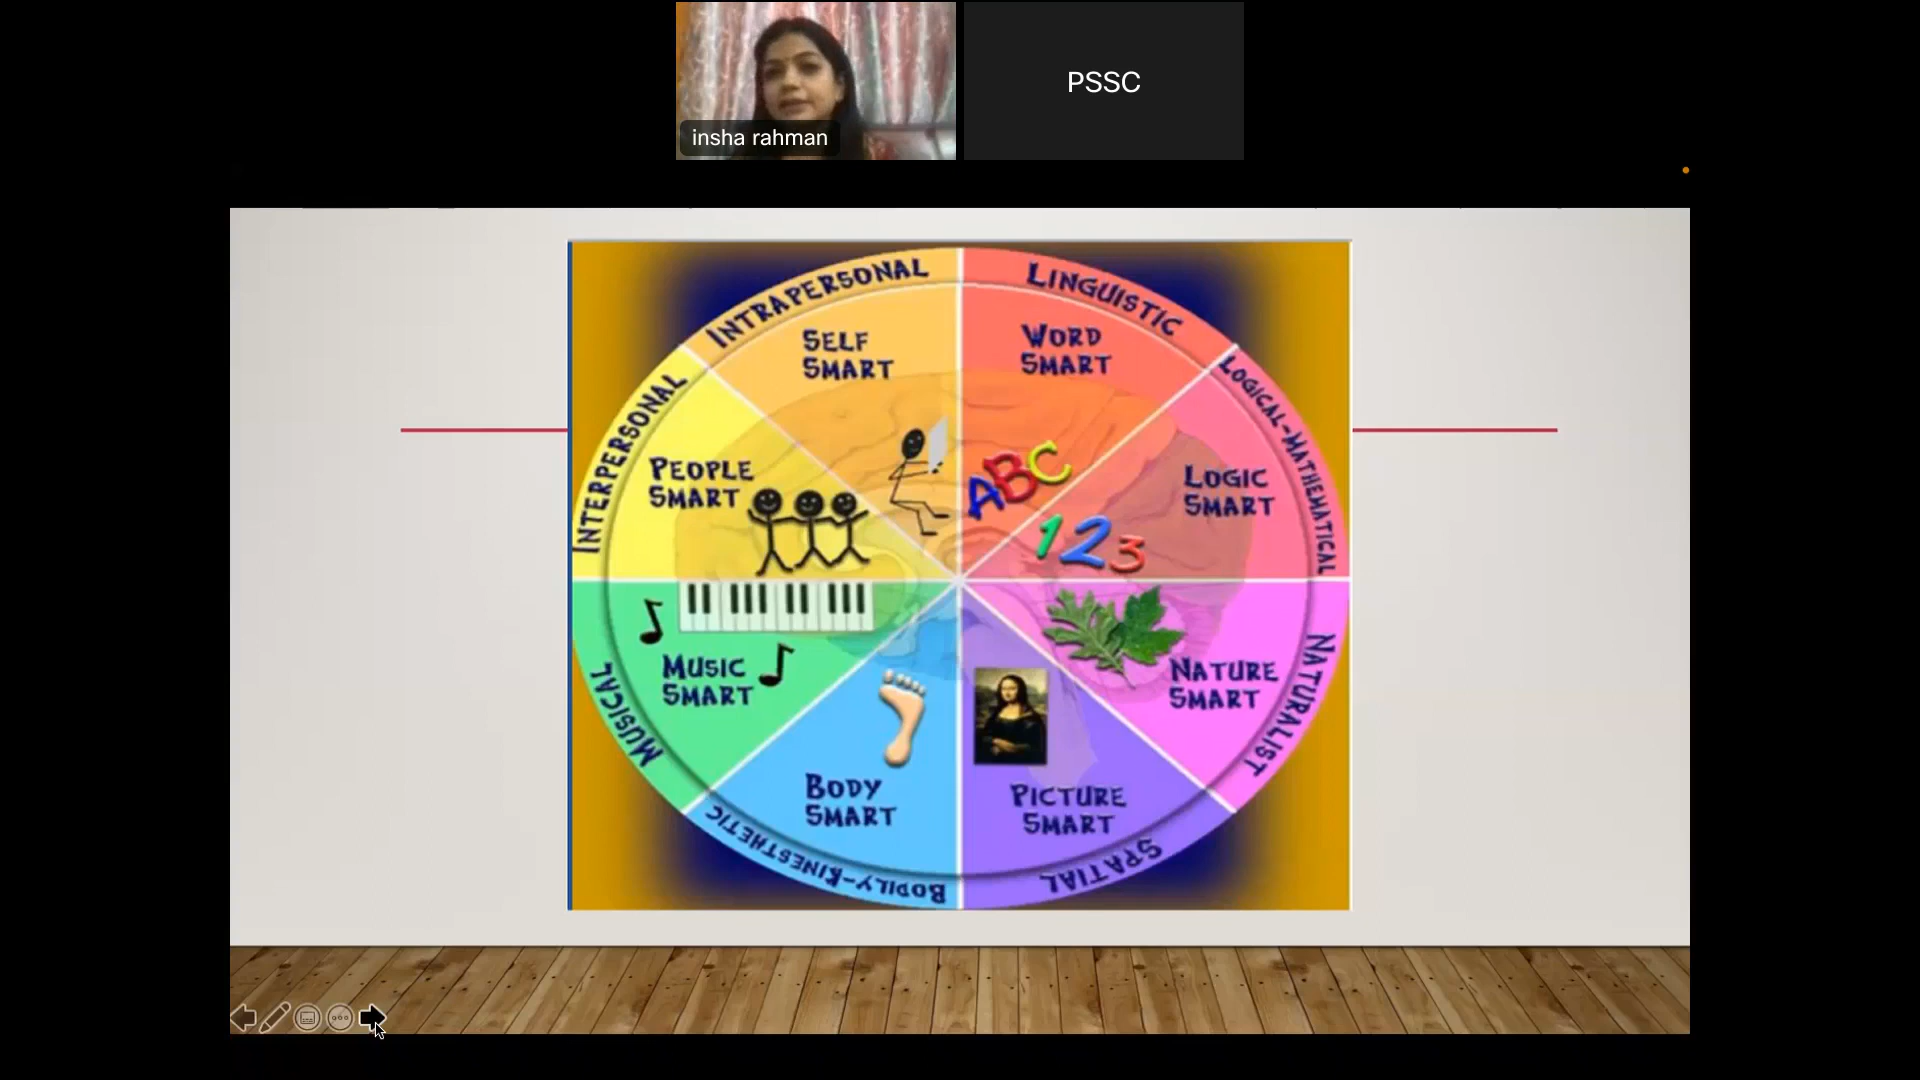 insha rahman
PSSC
INTRAPERSONAL
LINGUISTIC
SELF
SMART
WORD
SMART
INTERPERSONAL
LOGICAL-MATHEMATICAL
PEOPLE
SMART
LOGIC
SMART
ABC
123
MUSIC
SMART
NATURE
SMART
MUSICAL
NATURALIST
BODY
SMART
PICTURE
SMART
BODILY-KINESTHETIC
SPATIAL